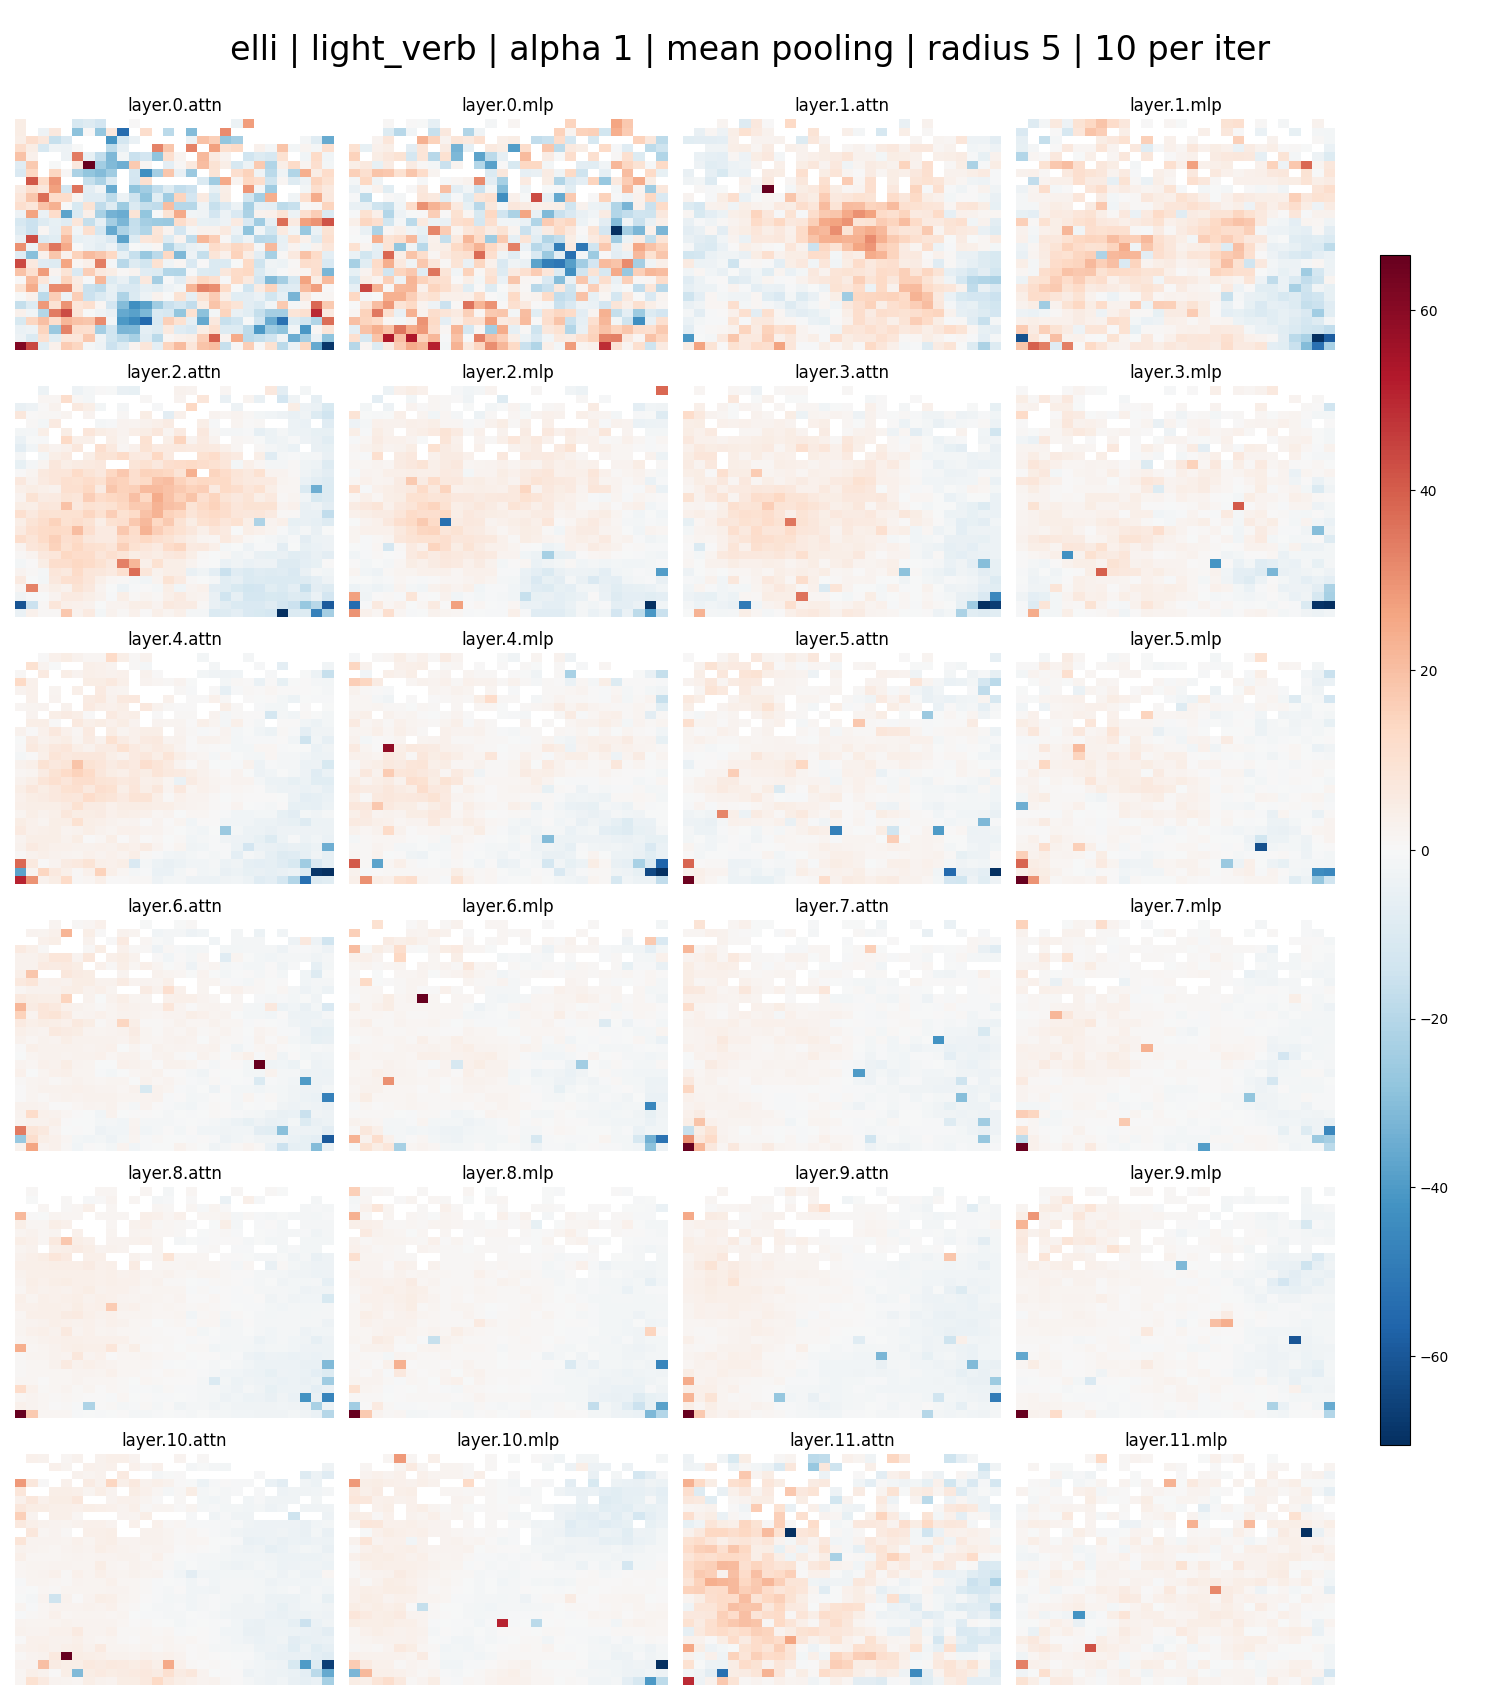 elli | light_verb | alpha 1 | mean pooling | radius 5 | 10 per iter
layer.0.attn layer.0.mlp layer.1.attn layer.1.mlp
layer.2.attn layer.2.mlp layer.3.attn layer.3.mlp
layer.4.attn layer.4.mlp layer.5.attn layer.5.mlp
layer.6.attn layer.6.mlp layer.7.attn layer.7.mlp
layer.8.attn layer.8.mlp layer.9.attn layer.9.mlp
layer.10.attn layer.10.mlp layer.11.attn layer.11.mlp
60
40
20
0
−20
−40
−60